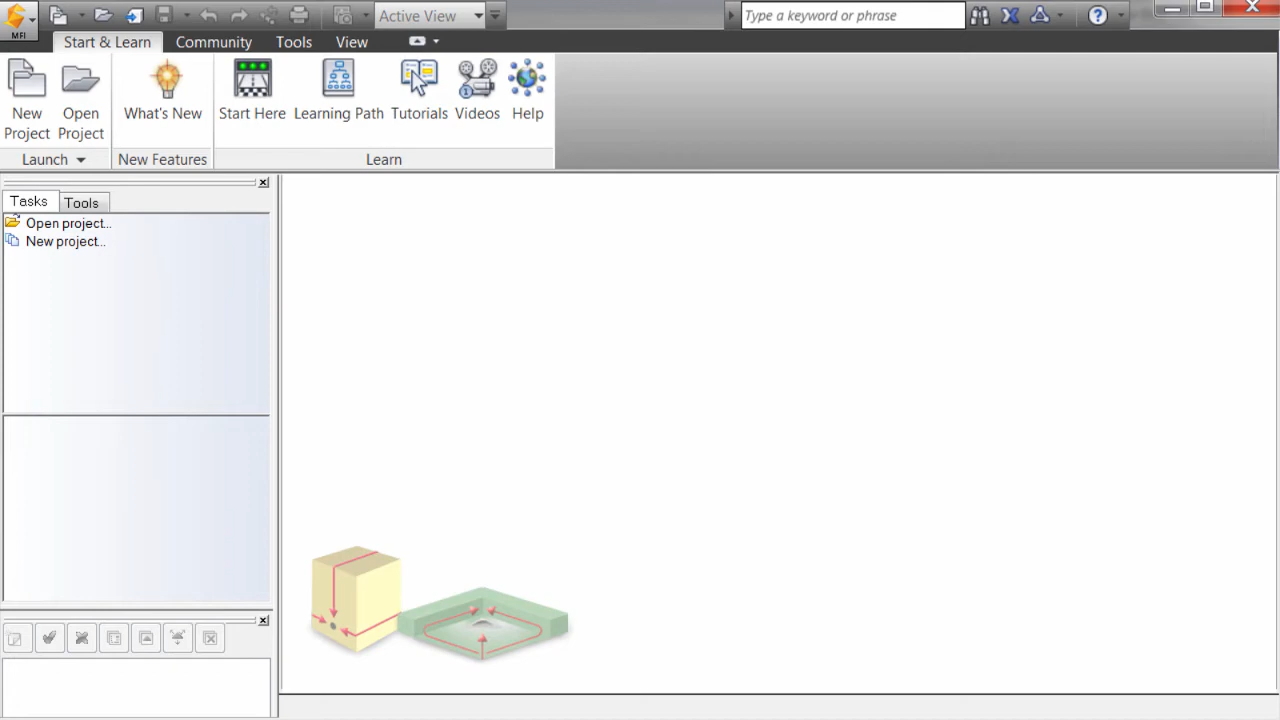 MFI
Active View
Type a keyword or phrase
Start & Learn Community Tools View
New Project
Open Project
What's New
Start Here
Learning Path
Tutorials
Videos
Help
Launch
New Features
Learn
Tasks
Tools
Open project...
New project...